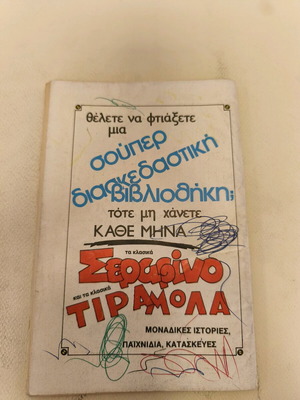 θέλετε να φτιάξετε
μια
σούπερ
διασκεδαστική
βιβλιοθήκη;
τότε μη χάνετε
ΚΑΘΕ ΜΗΝΑ
τα κλασικά
Σεραφίνο
και τα κλασικά
ΤΙΡΑΜΟΛΑ
ΜΟΝΑΔΙΚΕΣ ΙΣΤΟΡΙΕΣ,
ΠΑΙΧΝΙΔΙΑ, ΚΑΤΑΣΚΕΥΕΣ